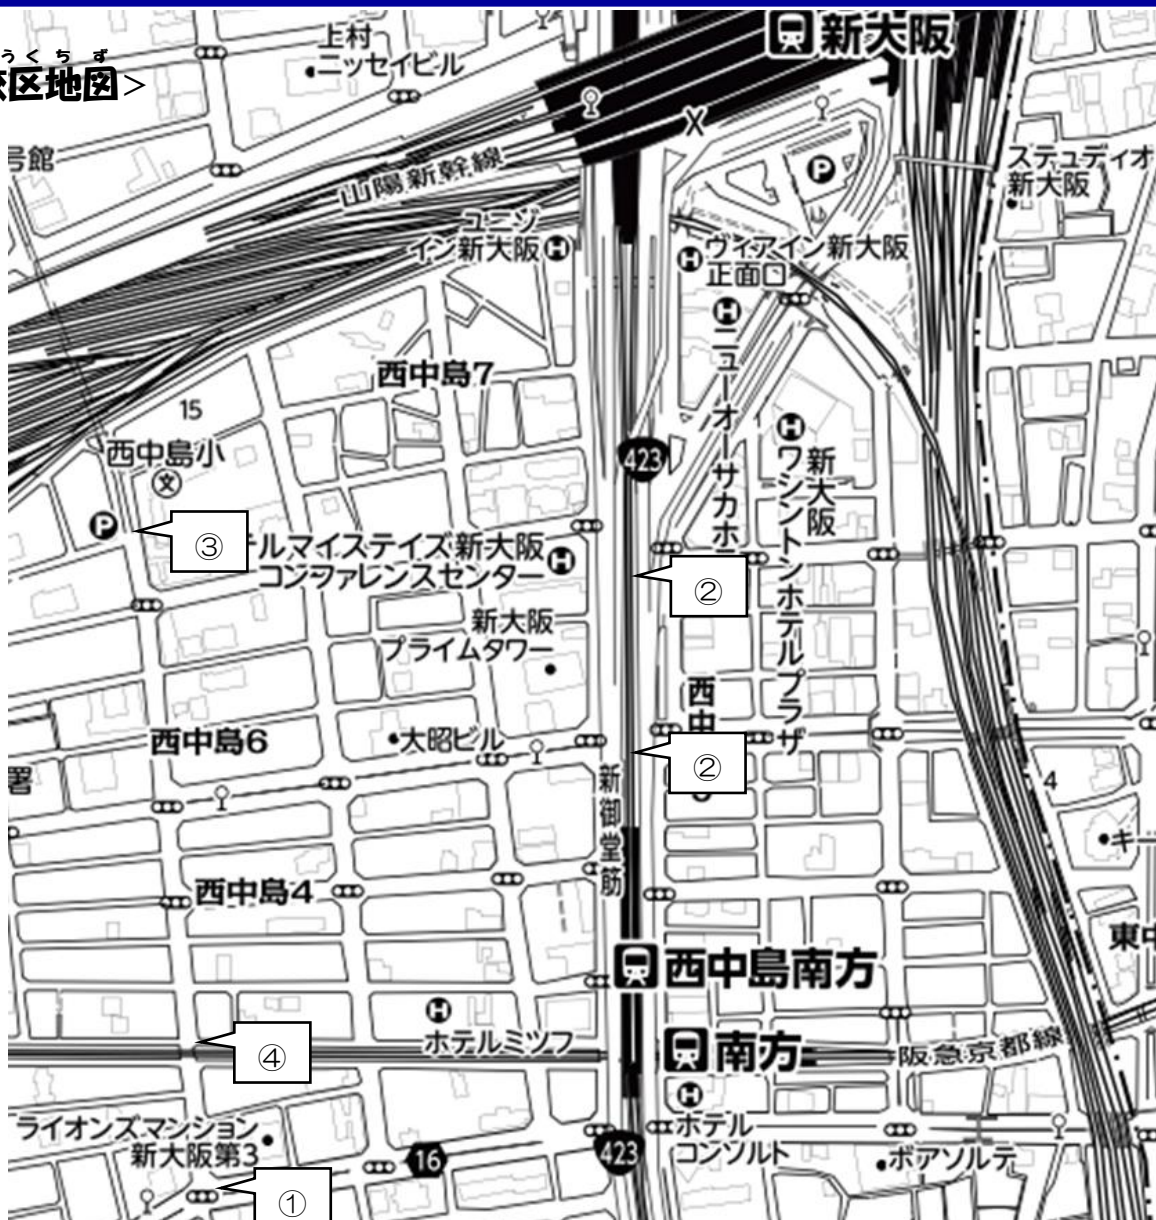 うくちず
区地図>
上村
ニッセイビル
新大阪
号館
山陽新幹線
ステュディオ
新大阪
ユニゾ
イン新大阪
ヴィアイン新大阪
正面口
西中島7
15
ニューオーサカホテ
新大阪
ワシントンホテルプラザ
西中島小
423
P
③
ルマイステイズ新大阪
コンファレンスセンター
②
新大阪
プライムタワー
西中
西中島6
大昭ビル
②
署
新御堂筋
4
キー
西中島4
東中
西中島南方
ホテルミツフ
④
南方
阪急京都線
ライオンズマンション
新大阪第3
ホテル
コンソルト
16
423
ボアソルテ
①